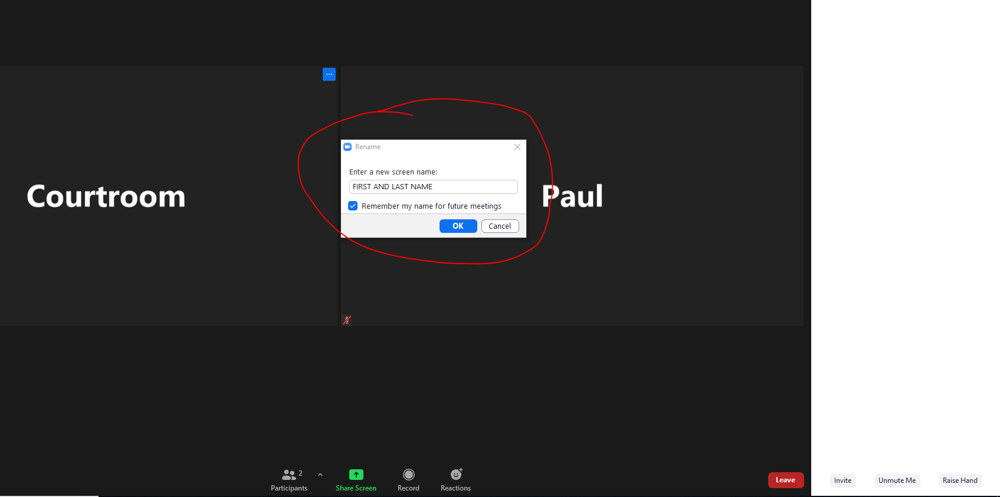 Courtroom
Rename
Enter a new screen name:
FIRST AND LAST NAME
Remember my name for future meetings
OK Cancel
Paul
2
Participants Share Screen Record Reactions
Leave
Invite Unmute Me Raise Hand